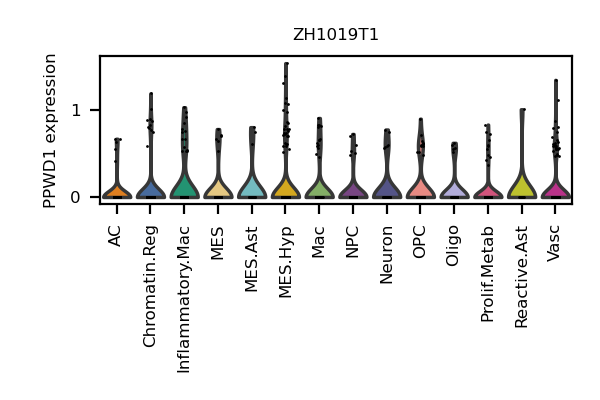 ZH1019T1
PPWD1 expression
1
0
AC
Chromatin.Reg
Inflammatory.Mac
MES
MES.Ast
MES.Hyp
Mac
NPC
Neuron
OPC
Oligo
Prolif.Metab
Reactive.Ast
Vasc